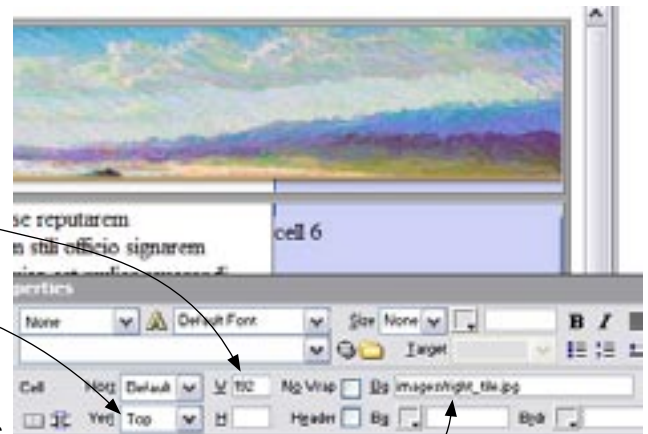 se reputarem
cell 6
m stili officio signarem
operties
None Default Font Size None B I
Target
Cell Horz Default W 192 No Wrap Bg images/right_tile.jpg
Vert Top H Header Bg Brdr